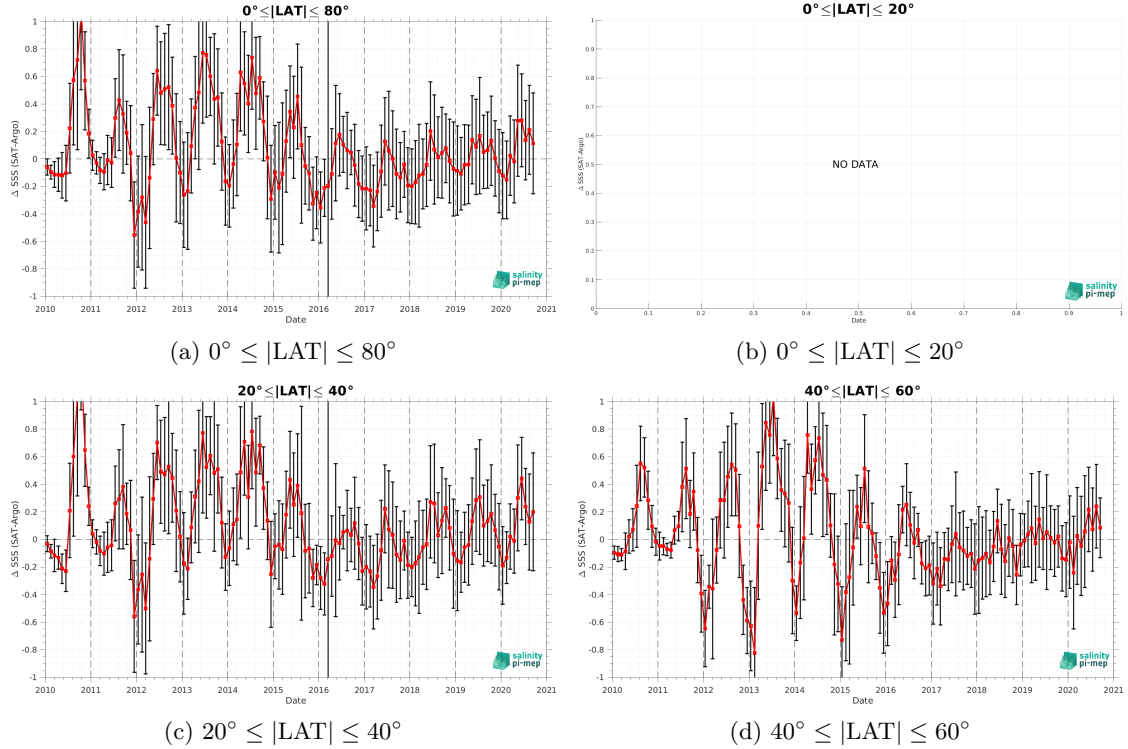 0°≤|LAT|≤ 80°
1
0.8
0.6
0.4
0.2
0
-0.2
-0.4
-0.6
-0.8
-1
Δ SSS (SAT-Argo)
2010 2011 2012 2013 2014 2015 2016 2017 2018 2019 2020 2021
Date
salinity
pi-mep
(a) 0° ≤ |LAT| ≤ 80°
0°≤|LAT|≤ 20°
1
0.9
0.8
0.7
0.6
0.5
0.4
0.3
0.2
0.1
0
Δ SSS (SAT-Argo)
NO DATA
0 0.1 0.2 0.3 0.4 0.5 0.6 0.7 0.8 0.9 1
Date
salinity
pi-mep
(b) 0° ≤ |LAT| ≤ 20°
20°≤|LAT|≤ 40°
1
0.8
0.6
0.4
0.2
0
-0.2
-0.4
-0.6
-0.8
-1
Δ SSS (SAT-Argo)
2010 2011 2012 2013 2014 2015 2016 2017 2018 2019 2020 2021
Date
salinity
pi-mep
(c) 20° ≤ |LAT| ≤ 40°
40°≤|LAT|≤ 60°
1
0.8
0.6
0.4
0.2
0
-0.2
-0.4
-0.6
-0.8
-1
Δ SSS (SAT-Argo)
2010 2011 2012 2013 2014 2015 2016 2017 2018 2019 2020 2021
Date
salinity
pi-mep
(d) 40° ≤ |LAT| ≤ 60°